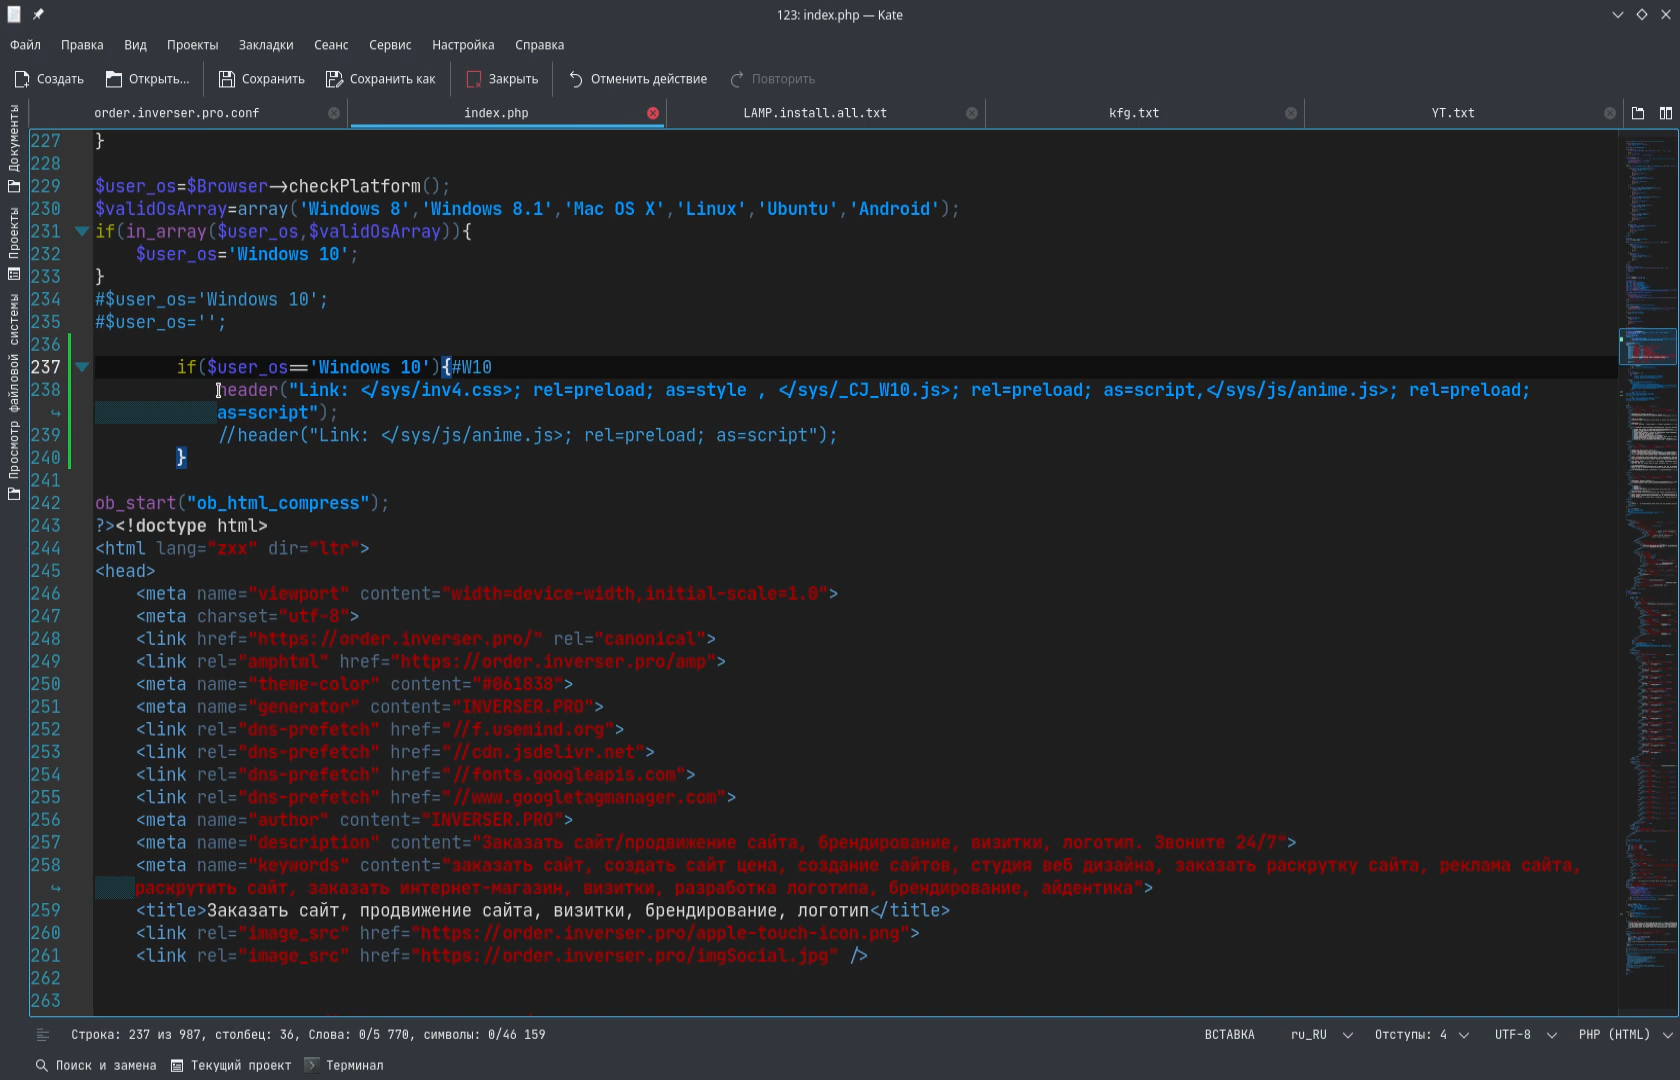 123: index.php — Kate
Файл Правка Вид Проекты Закладки Сеанс Сервис Настройка Справка
Создать Открыть... Сохранить Сохранить как Закрыть Отменить действие Повторить
order.inverser.pro.conf index.php LAMP.install.all.txt kfg.txt YT.txt
Документы
Проекты
Просмотр файловой системы
227 }
228
229 $user_os=$Browser->checkPlatform();
230 $validOsArray=array('Windows 8','Windows 8.1','Mac OS X','Linux','Ubuntu','Android');
231 if(in_array($user_os,$validOsArray)){
232     $user_os='Windows 10';
233 }
234 #$user_os='Windows 10';
235 #$user_os='';
236
237         if($user_os=='Windows 10'){#W10
238             header("Link: </sys/inv4.css>; rel=preload; as=style , </sys/_CJ_W10.js>; rel=preload; as=script,</sys/js/anime.js>; rel=preload;
as=script");
239             //header("Link: </sys/js/anime.js>; rel=preload; as=script");
240         }
241
242 ob_start("ob_html_compress");
243 ?><!doctype html>
244 <html lang="zxx" dir="ltr">
245 <head>
246     <meta name="viewport" content="width=device-width,initial-scale=1.0">
247     <meta charset="utf-8">
248     <link href="https://order.inverser.pro/" rel="canonical">
249     <link rel="amphtml" href="https://order.inverser.pro/amp">
250     <meta name="theme-color" content="#061838">
251     <meta name="generator" content="INVERSER.PRO">
252     <link rel="dns-prefetch" href="//f.usemind.org">
253     <link rel="dns-prefetch" href="//cdn.jsdelivr.net">
254     <link rel="dns-prefetch" href="//fonts.googleapis.com">
255     <link rel="dns-prefetch" href="//www.googletagmanager.com">
256     <meta name="author" content="INVERSER.PRO">
257     <meta name="description" content="Заказать сайт/продвижение сайта, брендирование, визитки, логотип. Звоните 24/7">
258     <meta name="keywords" content="заказать сайт, создать сайт цена, создание сайтов, студия веб дизайна, заказать раскрутку сайта, реклама сайта,
раскрутить сайт, заказать интернет-магазин, визитки, разработка логотипа, брендирование, айдентика">
259     <title>Заказать сайт, продвижение сайта, визитки, брендирование, логотип</title>
260     <link rel="image_src" href="https://order.inverser.pro/apple-touch-icon.png">
261     <link rel="image_src" href="https://order.inverser.pro/imgSocial.jpg" />
262
263
Строка: 237 из 987, столбец: 36, Слова: 0/5 770, символы: 0/46 159 ВСТАВКА ru_RU Отступы: 4 UTF-8 PHP (HTML)
Поиск и замена Текущий проект Терминал